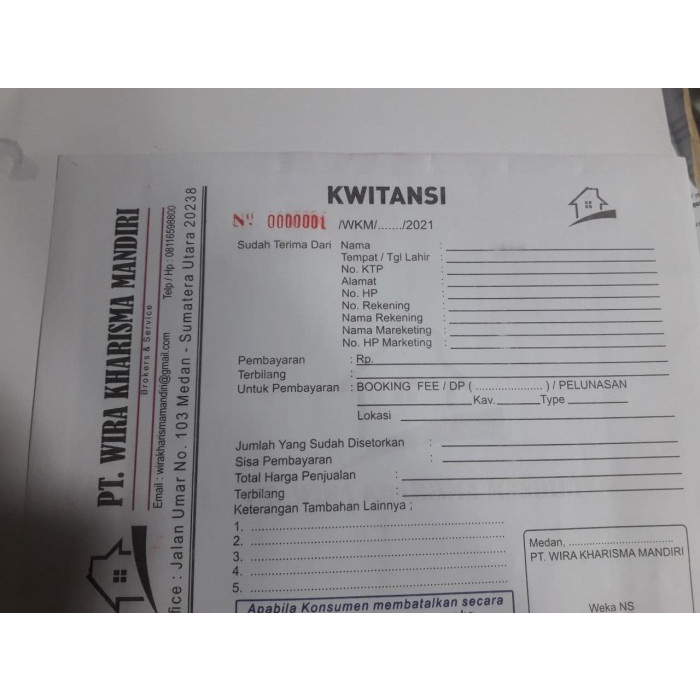 KWITANSI
Nº 0000001 /WKM/......./2021
Sudah Terima Dari Nama :
Tempat / Tgl Lahir :
No. KTP :
Alamat :
No. HP :
No. Rekening :
Nama Rekening :
Nama Mareketing :
No. HP Marketing :
Pembayaran : Rp.
Terbilang :
Untuk Pembayaran : BOOKING FEE / DP ( ...................... ) / PELUNASAN
Kav. Type
Lokasi
Jumlah Yang Sudah Disetorkan :
Sisa Pembayaran :
Total Harga Penjualan :
Terbilang :
Keterangan Tambahan Lainnya ;
1.
2.
3.
4.
5.
Medan, ................................
PT. WIRA KHARISMA MANDIRI
Weka NS
Apabila Konsumen membatalkan secara
PT. WIRA KHARISMA MANDIRI
Brokers & Service
Email : wirakharismamandiri@gmail.com Telp / Hp : 08116598800
ffice : Jalan Umar No. 103 Medan - Sumatera Utara 20238